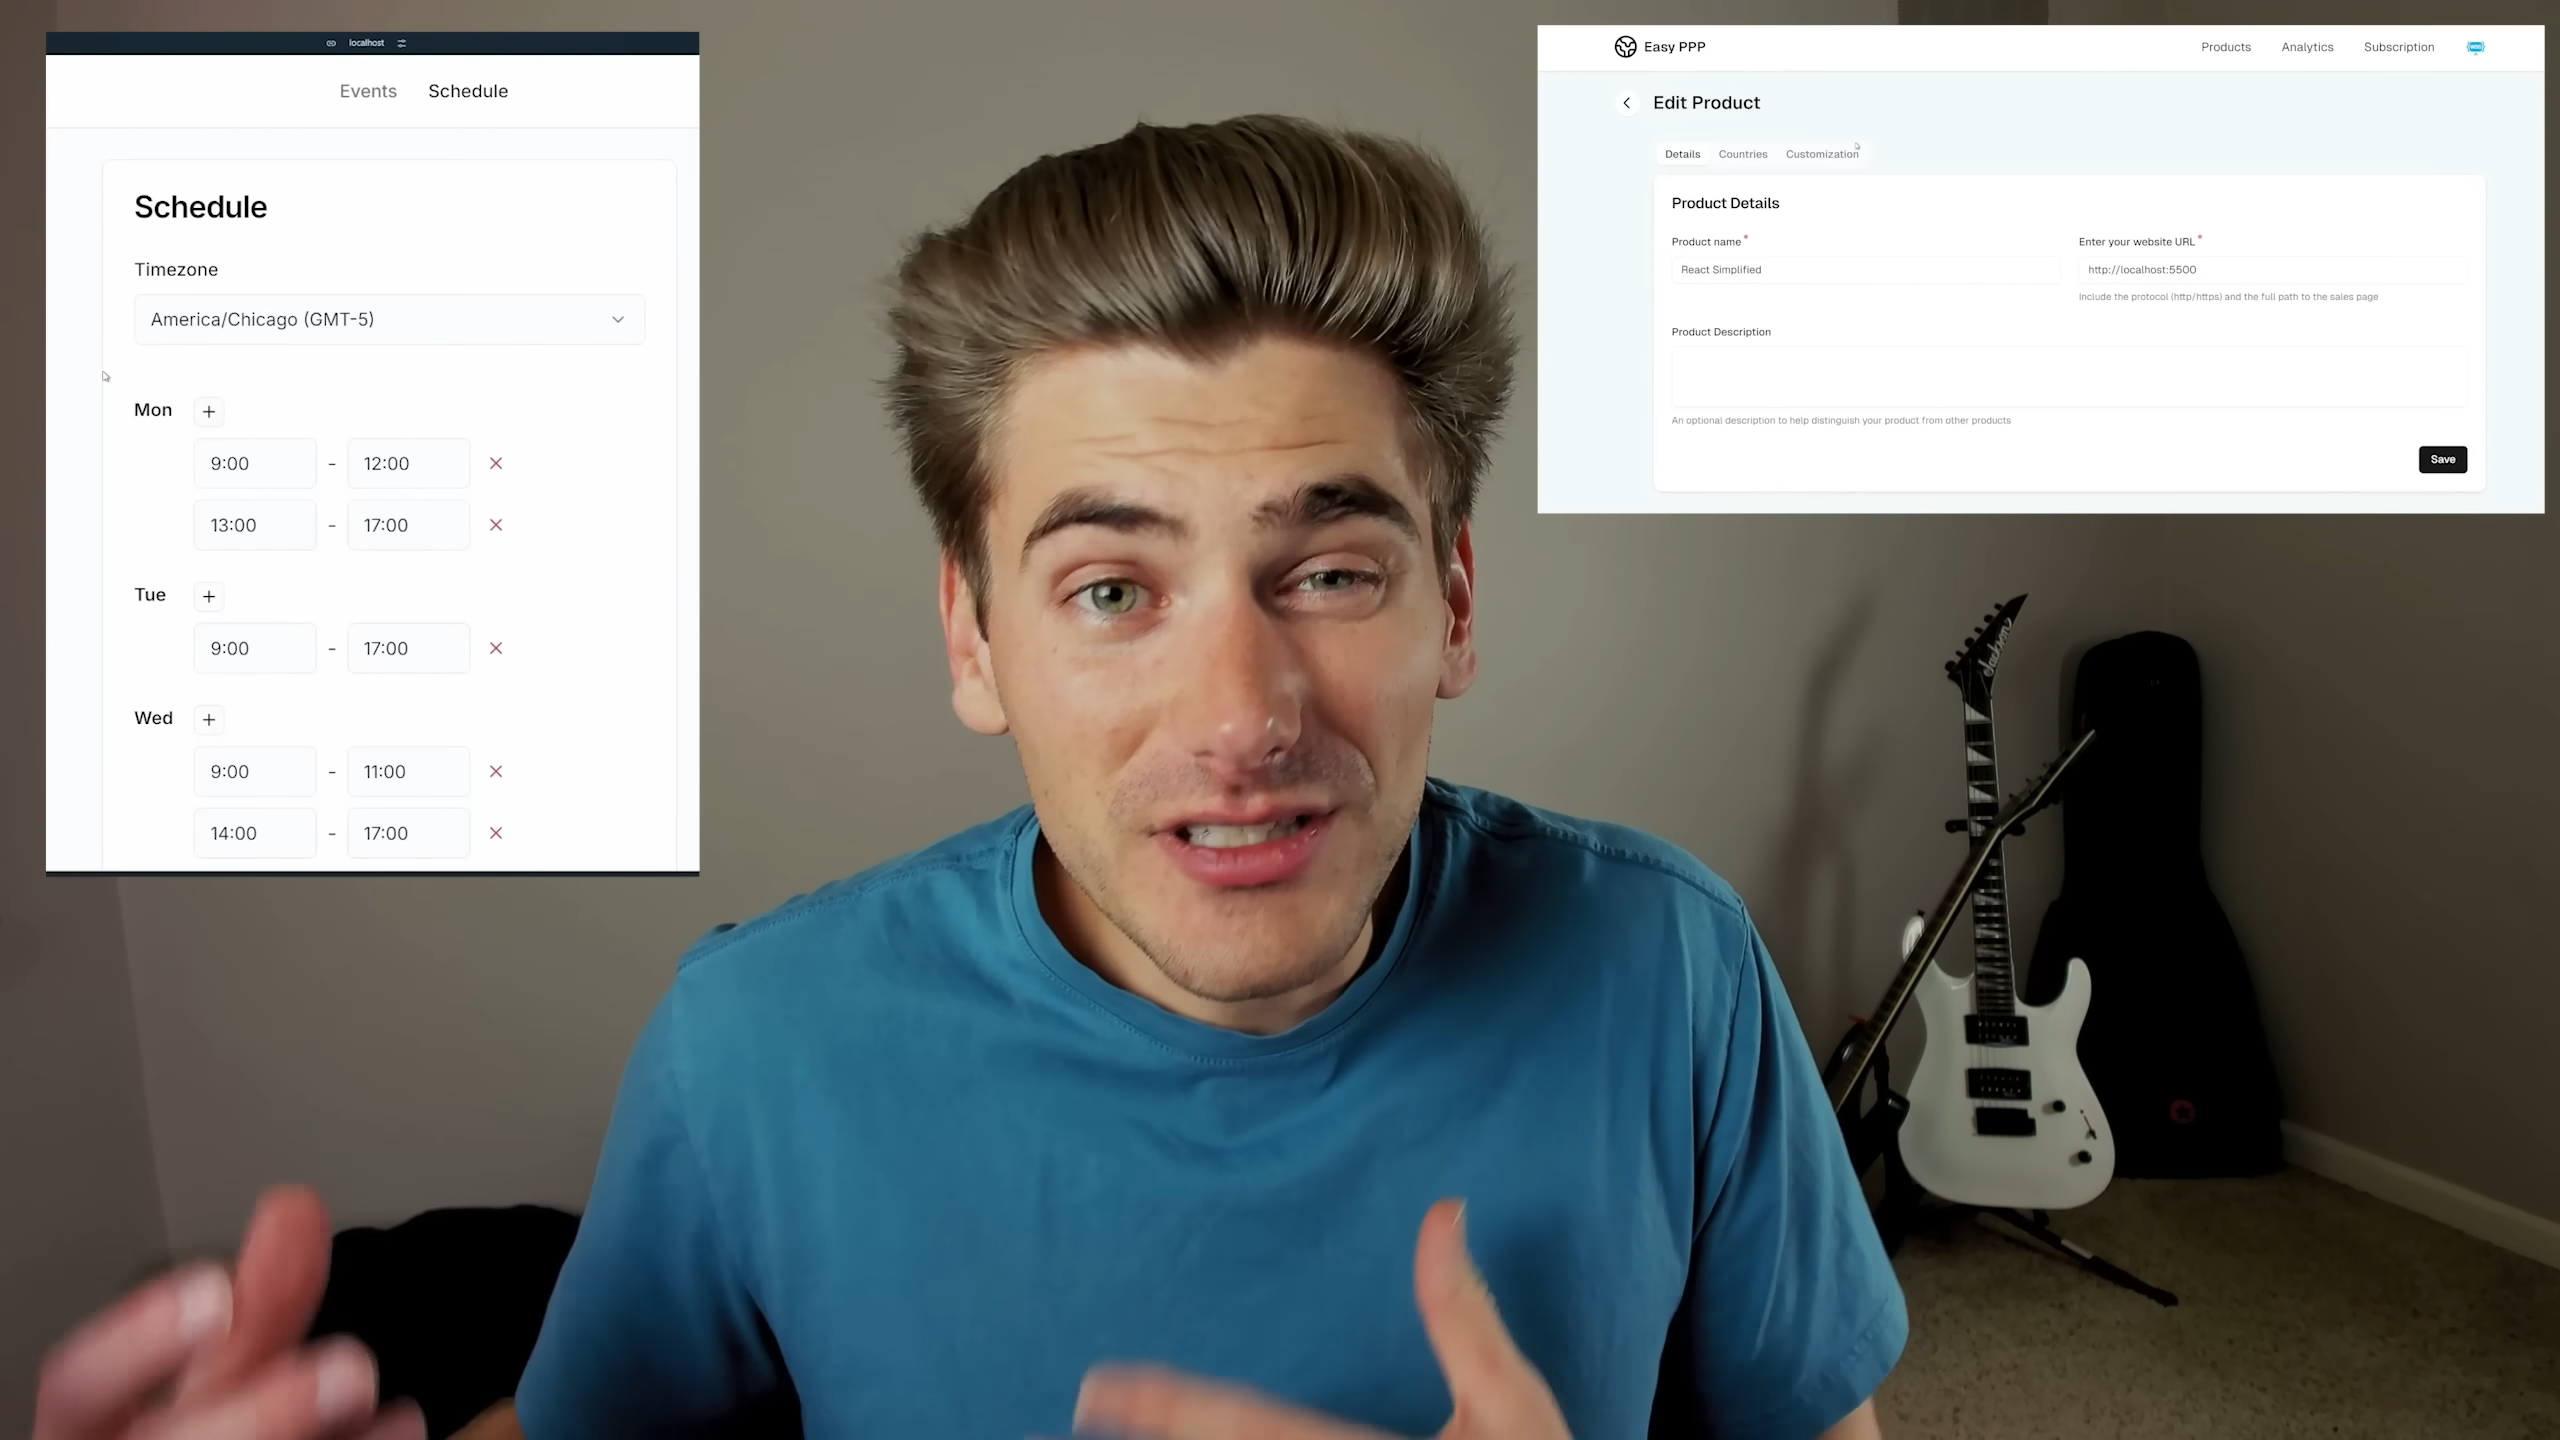 localhost
Events Schedule
Schedule
Timezone
America/Chicago (GMT-5)
Mon +
9:00 - 12:00
13:00 - 17:00
Tue +
9:00 - 17:00
Wed +
9:00 - 11:00
14:00 - 17:00
Easy PPP
Products Analytics Subscription
Edit Product
Details Countries Customization
Product Details
Product name *
React Simplified
Enter your website URL *
http://localhost:5500
Include the protocol (http/https) and the full path to the sales page
Product Description
An optional description to help distinguish your product from other products
Save
Jackson